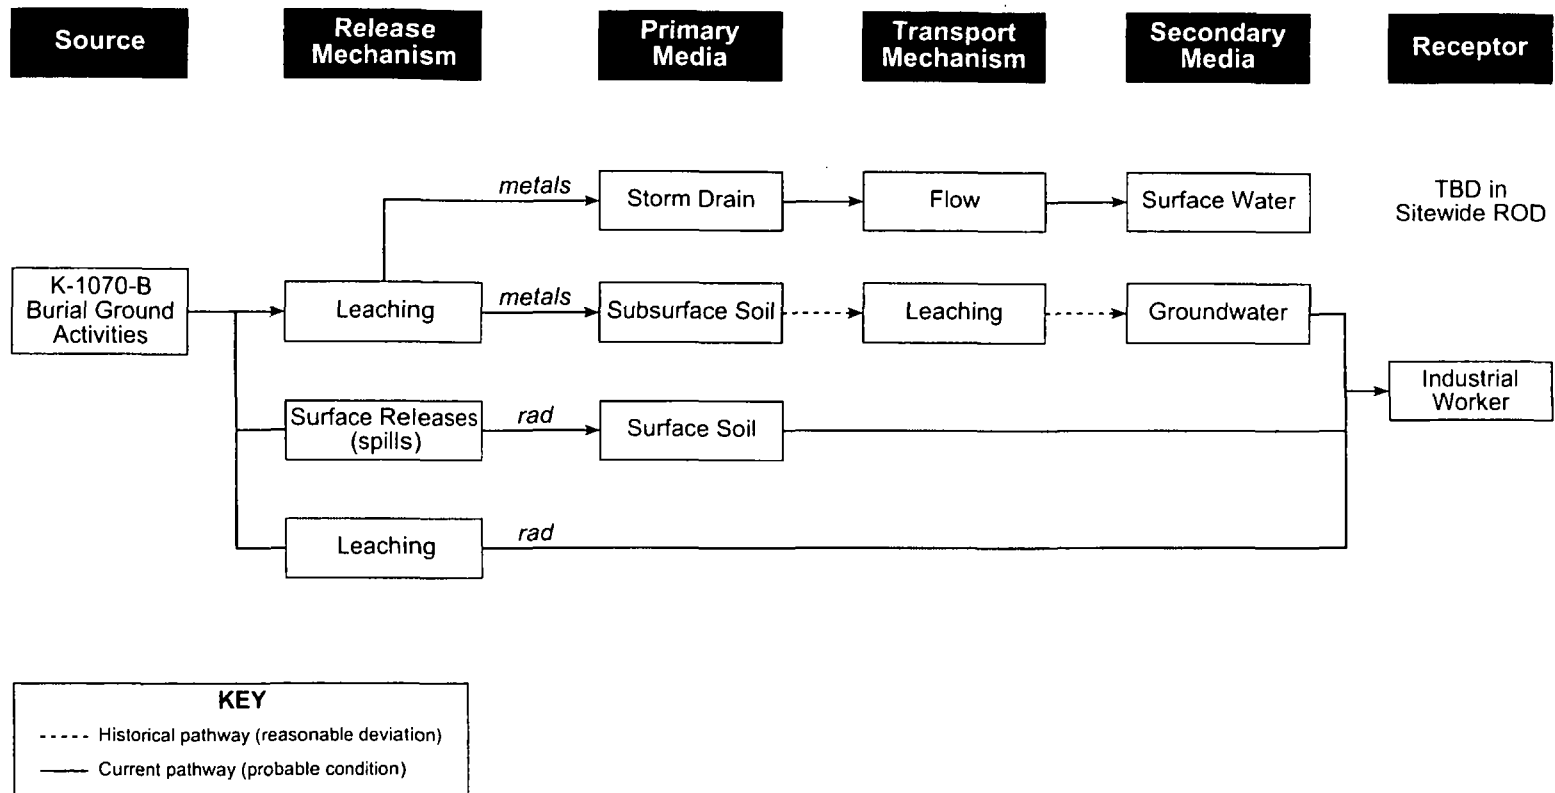 Source
Release
Mechanism
Primary
Media
Transport
Mechanism
Secondary
Media
Receptor
metals
Storm Drain
Flow
Surface Water
TBD in
Sitewide ROD
K-1070-B
Burial Ground
Activities
Leaching
metals
Subsurface Soil
Leaching
Groundwater
Industrial
Worker
Surface Releases
(spills)
rad
Surface Soil
Leaching
rad
KEY
Historical pathway (reasonable deviation)
Current pathway (probable condition)